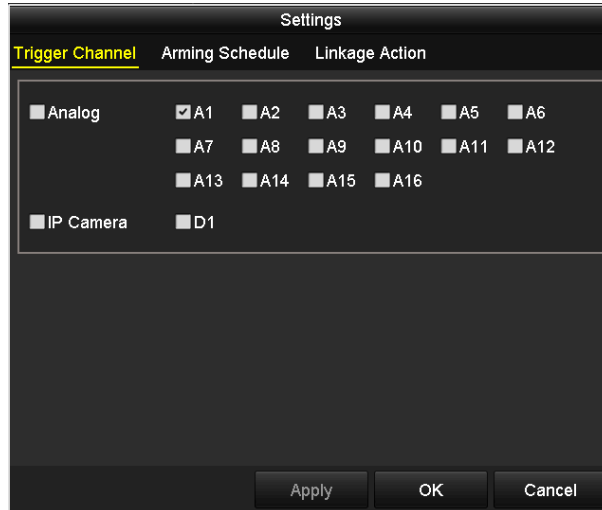 Settings
Trigger Channel Arming Schedule Linkage Action
Analog A1 A2 A3 A4 A5 A6
A7 A8 A9 A10 A11 A12
A13 A14 A15 A16
IP Camera D1
Apply OK Cancel